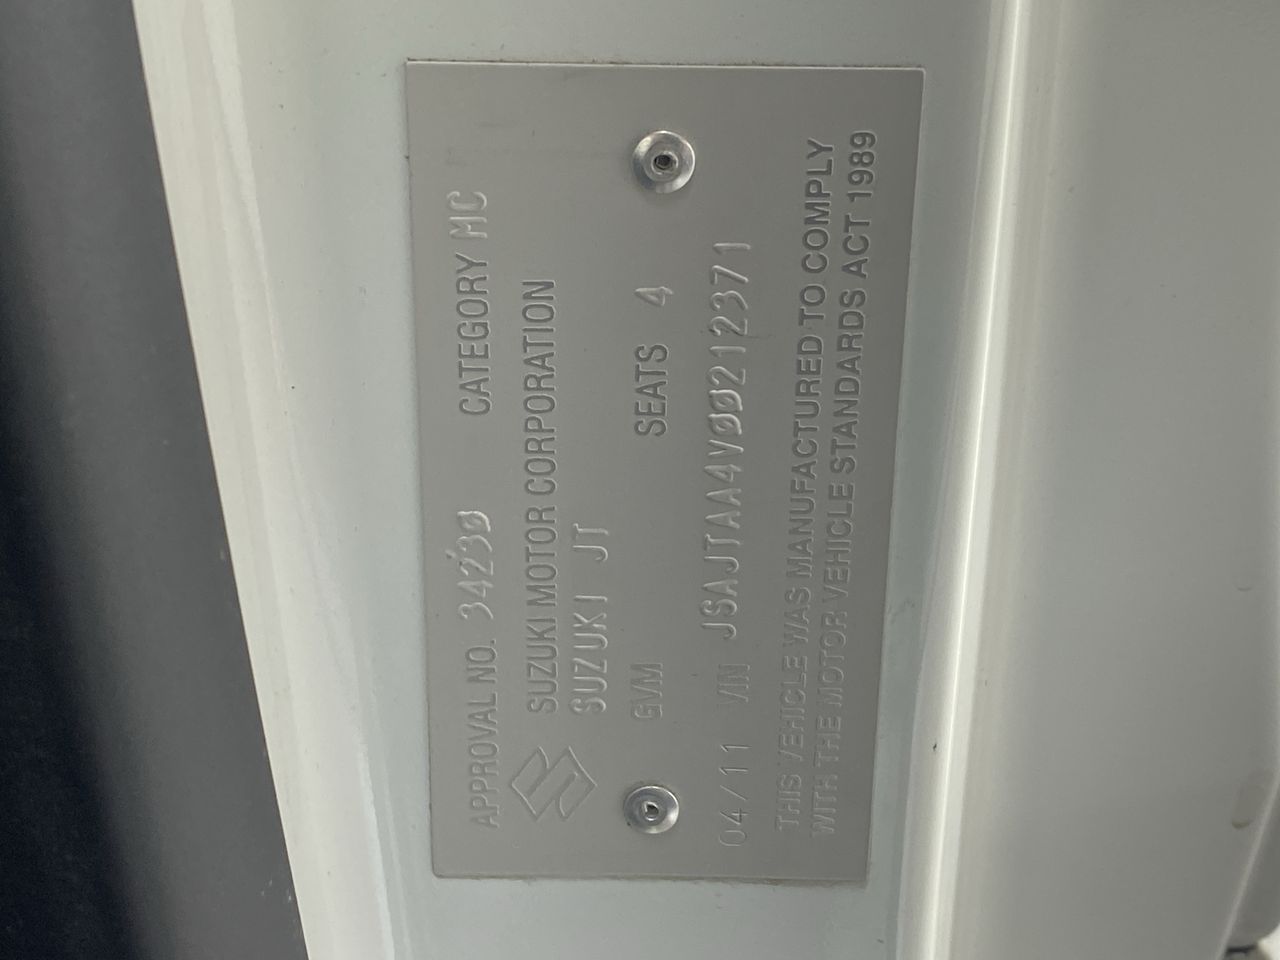 APPROVAL NO. 34230 CATEGORY MC
SUZUKI MOTOR CORPORATION
SUZUKI JT
GVM SEATS 4
04/11 VIN JSAJTAA4V00212371
THIS VEHICLE WAS MANUFACTURED TO COMPLY
WITH THE MOTOR VEHICLE STANDARDS ACT 1989